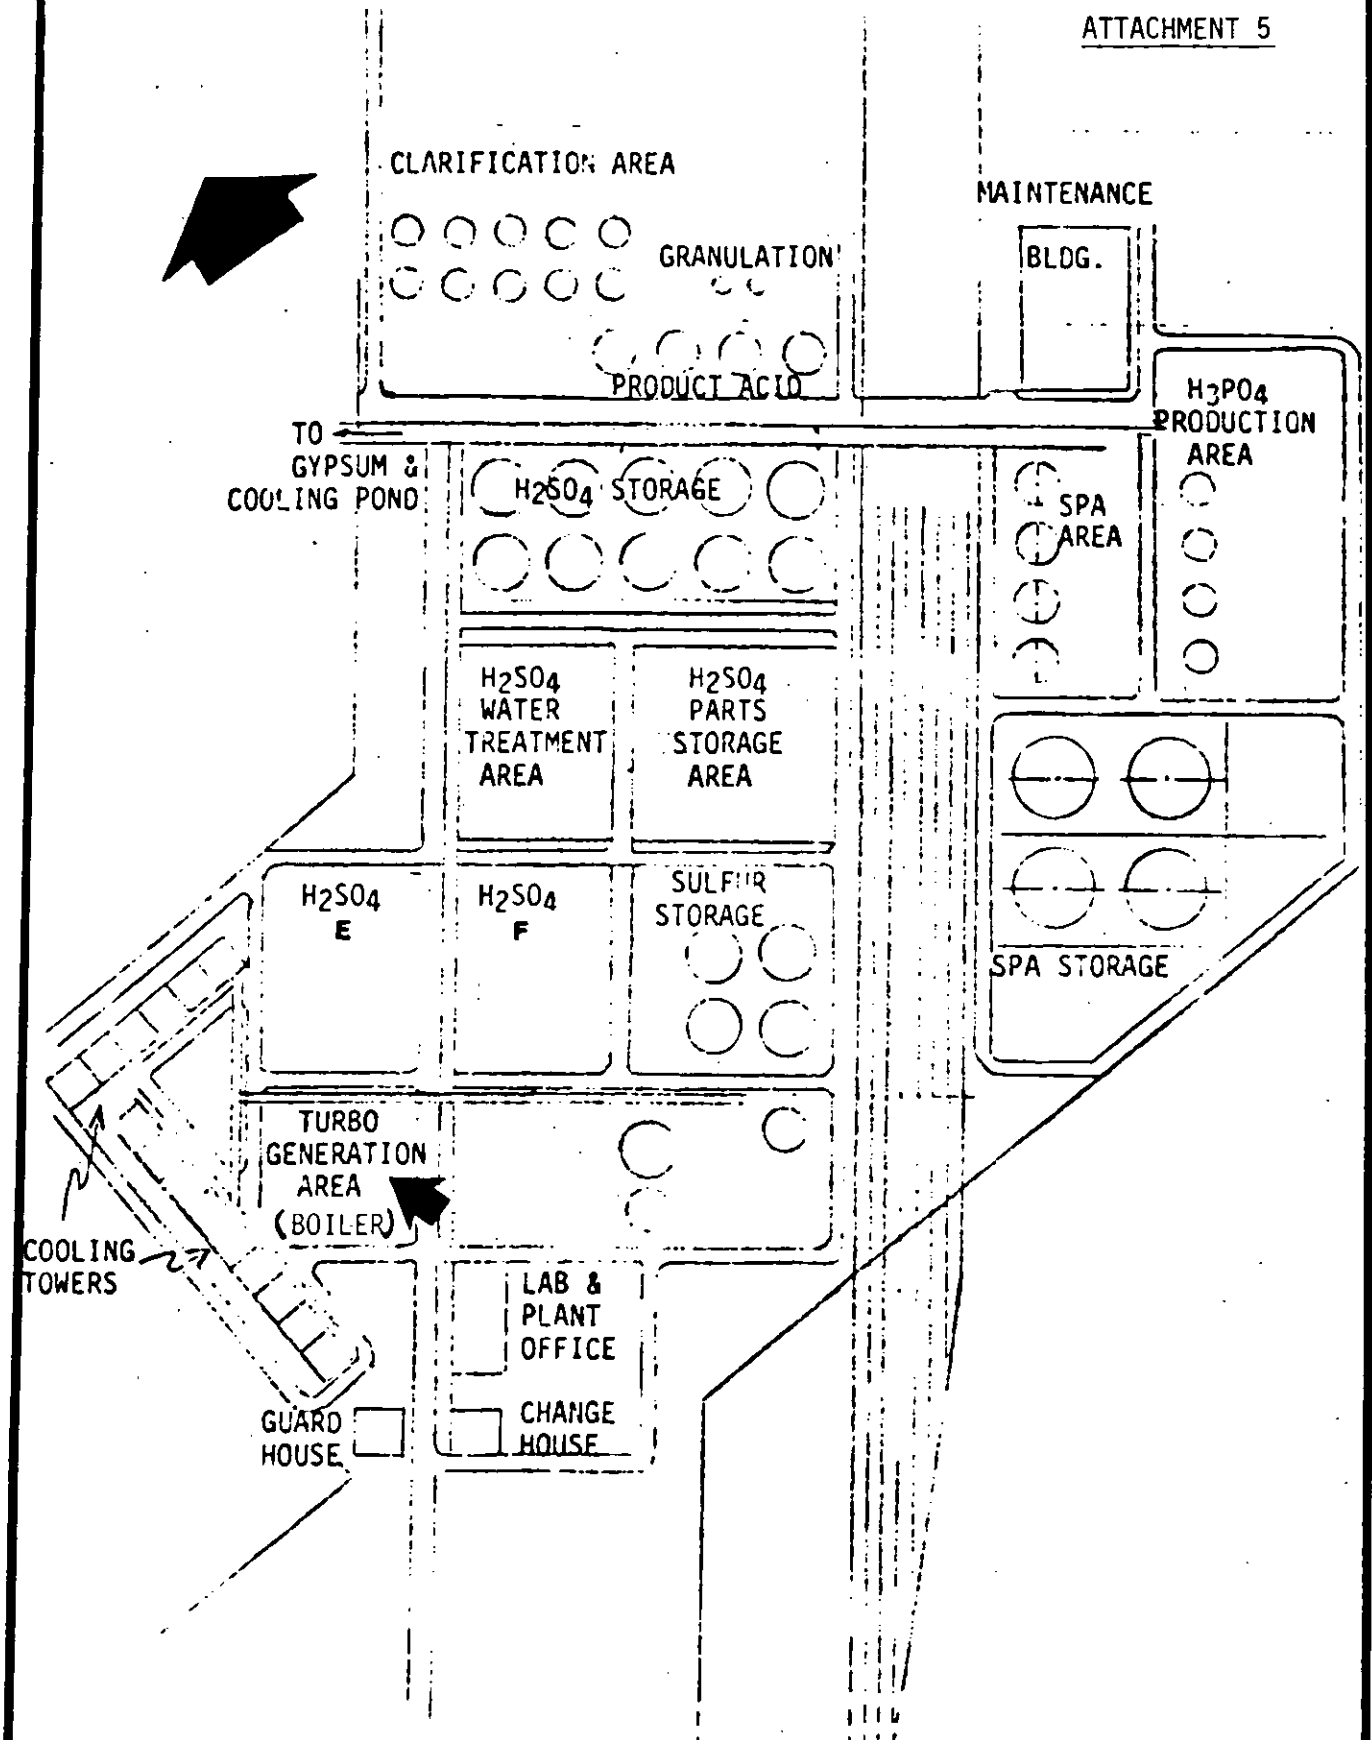 ATTACHMENT 5
CLARIFICATION AREA
MAINTENANCE
BLDG.
GRANULATION
PRODUCT ACID
H3PO4
PRODUCTION
AREA
TO
GYPSUM &
COOLING POND
H2SO4 STORAGE
SPA
AREA
H2SO4
WATER
TREATMENT
AREA
H2SO4
PARTS
STORAGE
AREA
H2SO4
E
H2SO4
F
SULFUR
STORAGE
SPA STORAGE
TURBO
GENERATION
AREA
(BOILER)
COOLING
TOWERS
LAB &
PLANT
OFFICE
GUARD
HOUSE
CHANGE
HOUSE